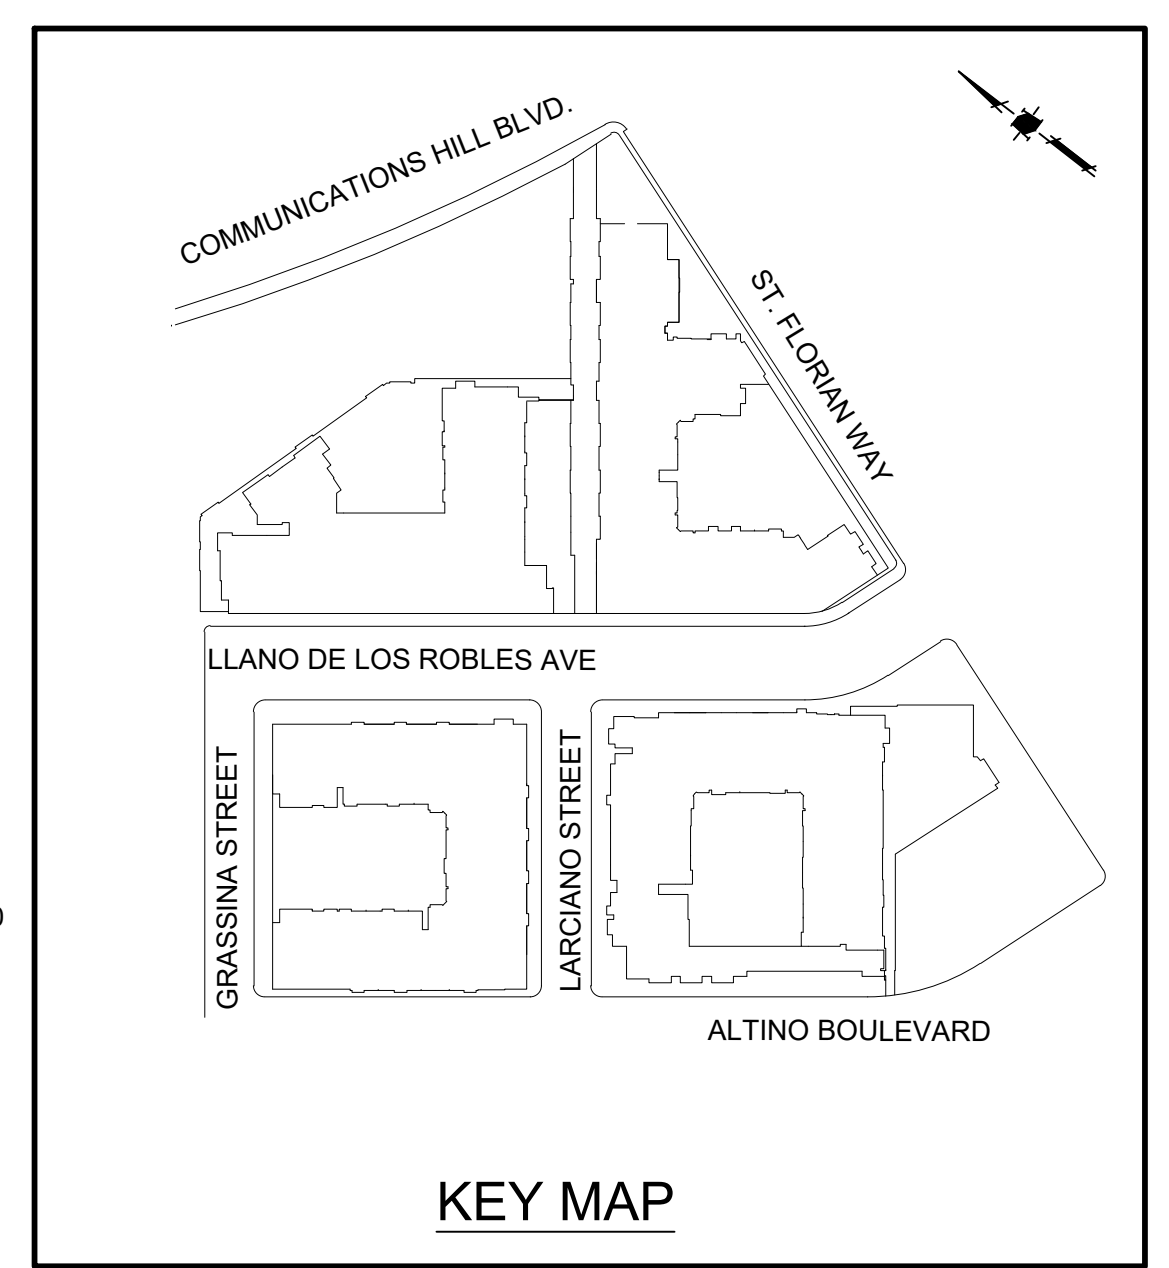 COMMUNICATIONS HILL BLVD.
ST. FLORIAN WAY
LLANO DE LOS ROBLES AVE
GRASSINA STREET
LARCIANO STREET
ALTINO BOULEVARD
KEY MAP